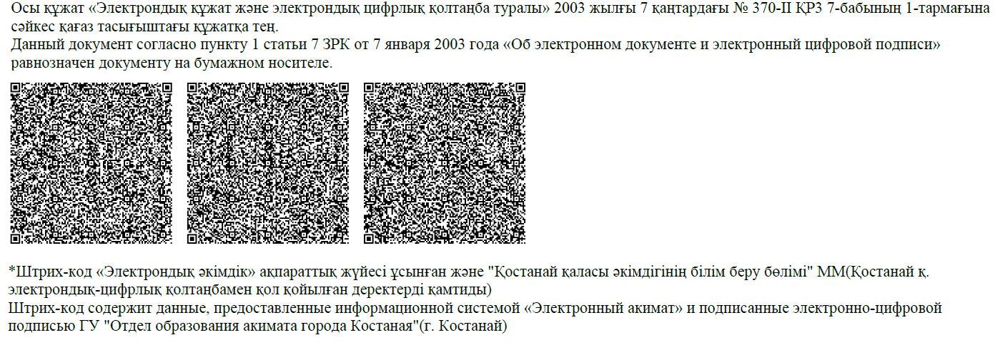 Осы құжат «Электрондық құжат және электрондық цифрлық қолтаңба туралы» 2003 жылғы 7 қаңтардағы № 370-II ҚРЗ 7-бабының 1-тармағына
сәйкес қағаз тасығыштағы құжатқа тең.
Данный документ согласно пункту 1 статьи 7 ЗРК от 7 января 2003 года «Об электронном документе и электронный цифровой подписи»
равнозначен документу на бумажном носителе.
*Штрих-код «Электрондық әкімдік» ақпараттық жүйесі ұсынған және "Қостанай қаласы әкімдігінің білім беру бөлімі" ММ(Қостанай қ.
электрондық-цифрлық қолтаңбамен қол қойылған деректерді қамтиды)
Штрих-код содержит данные, предоставленные информационной системой «Электронный акимат» и подписанные электронно-цифровой
подписью ГУ "Отдел образования акимата города Костаная"(г. Костанай)